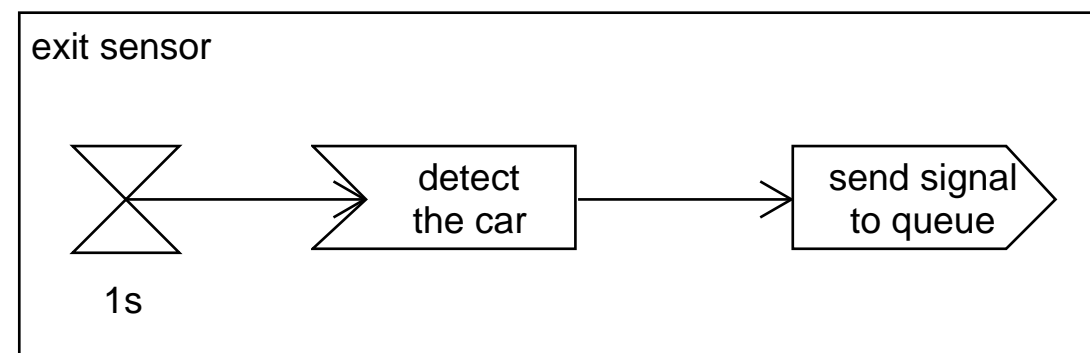 exit sensor
detect
the car
send signal
to queue
1s